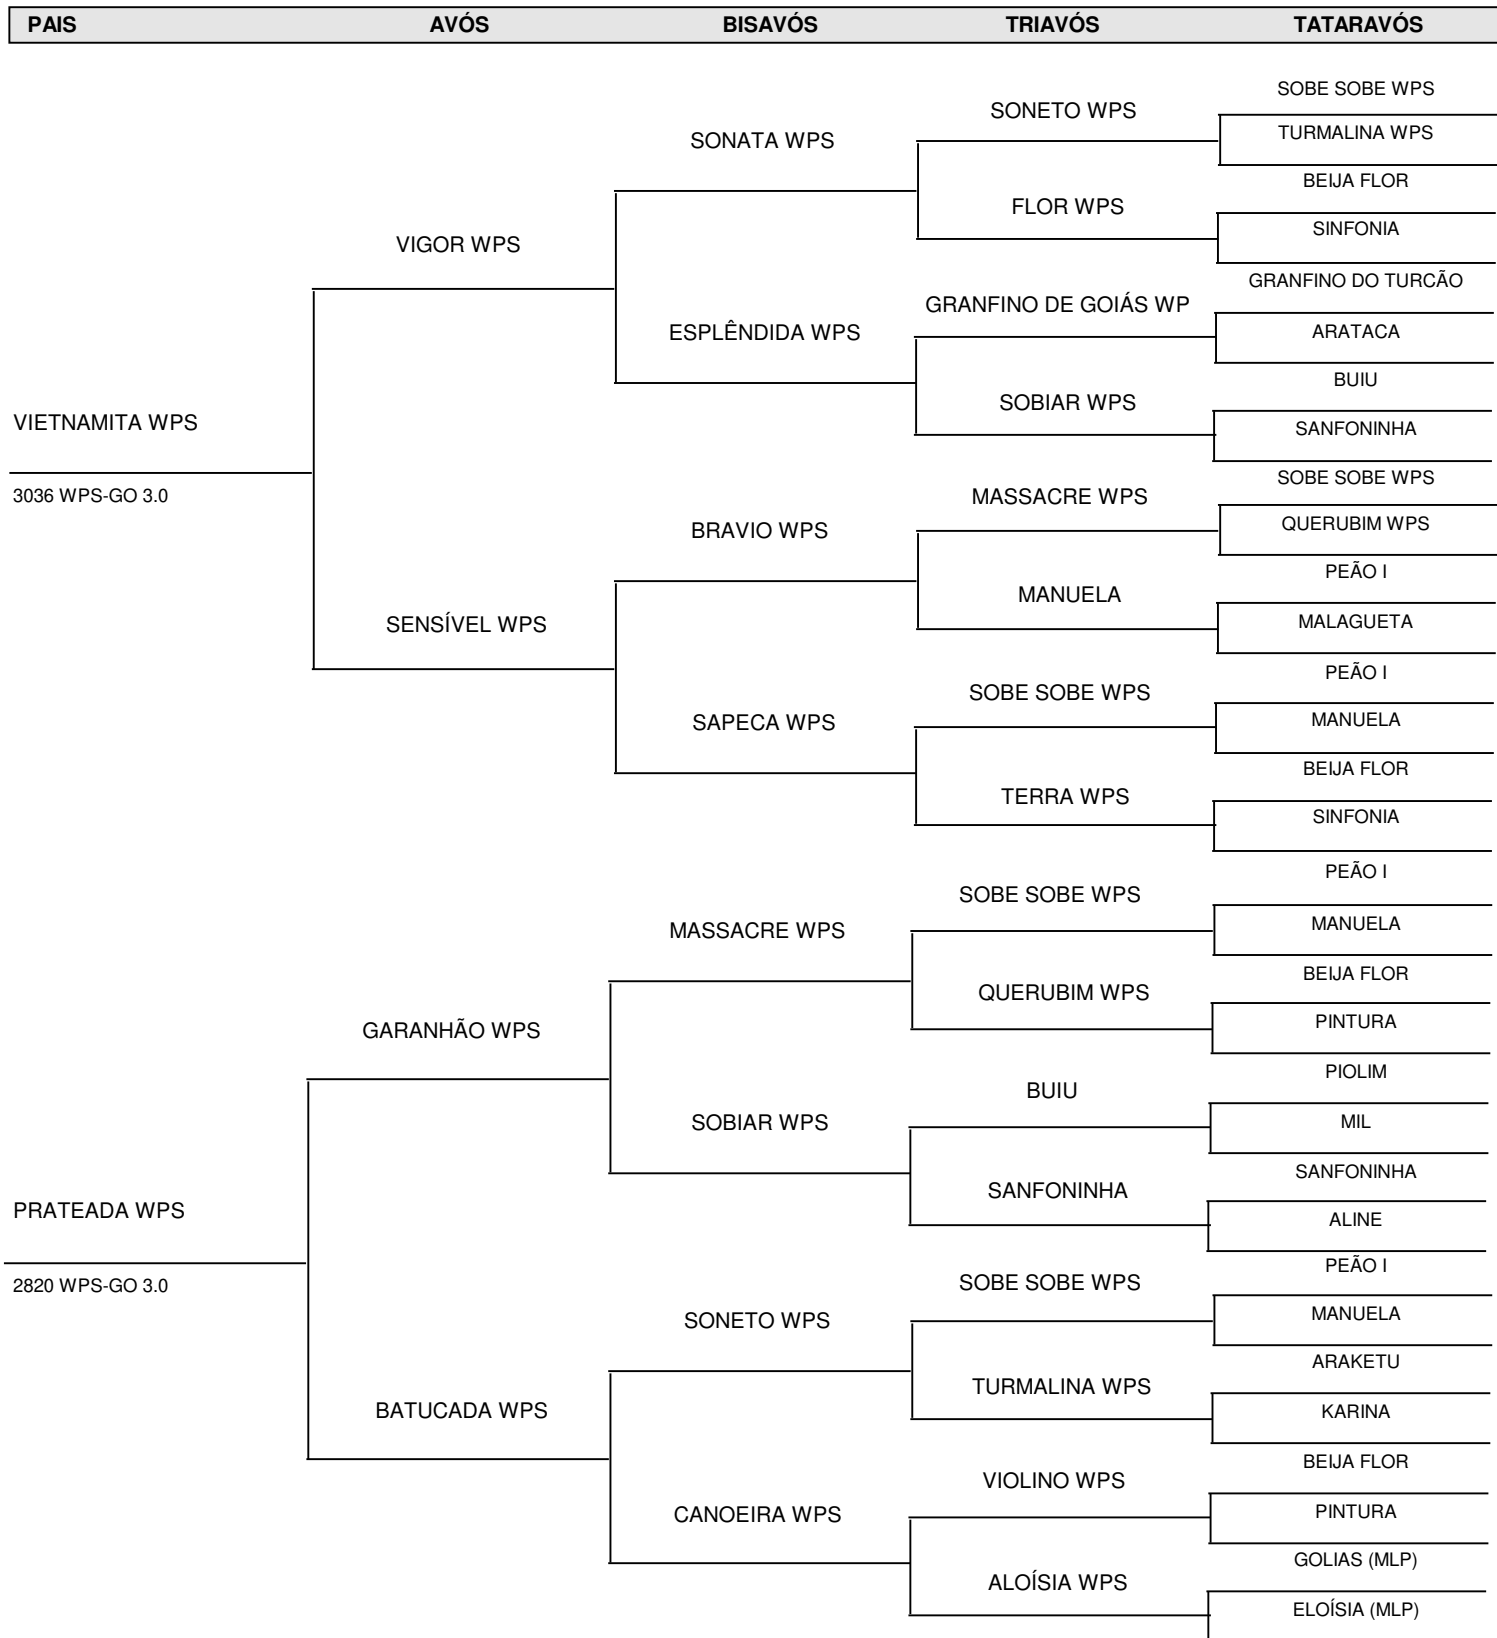 PAIS AVÓS BISAVÓS TRIAVÓS TATARAVÓS
SOBE SOBE WPS
SONETO WPS
TURMALINA WPS
SONATA WPS
BEIJA FLOR
FLOR WPS
SINFONIA
VIGOR WPS
GRANFINO DO TURCÃO
GRANFINO DE GOIÁS WP
ARATACA
ESPLÊNDIDA WPS
BUIU
SOBIAR WPS
SANFONINHA
VIETNAMITA WPS
3036 WPS-GO 3.0
SOBE SOBE WPS
MASSACRE WPS
QUERUBIM WPS
BRAVIO WPS
PEÃO I
MANUELA
MALAGUETA
SENSÍVEL WPS
PEÃO I
SOBE SOBE WPS
MANUELA
SAPECA WPS
BEIJA FLOR
TERRA WPS
SINFONIA
PEÃO I
SOBE SOBE WPS
MANUELA
MASSACRE WPS
BEIJA FLOR
QUERUBIM WPS
PINTURA
GARANHÃO WPS
PIOLIM
BUIU
MIL
SOBIAR WPS
SANFONINHA
SANFONINHA
ALINE
PRATEADA WPS
2820 WPS-GO 3.0
PEÃO I
SOBE SOBE WPS
MANUELA
SONETO WPS
ARAKETU
TURMALINA WPS
KARINA
BATUCADA WPS
BEIJA FLOR
VIOLINO WPS
PINTURA
CANOEIRA WPS
GOLIAS (MLP)
ALOÍSIA WPS
ELOÍSIA (MLP)